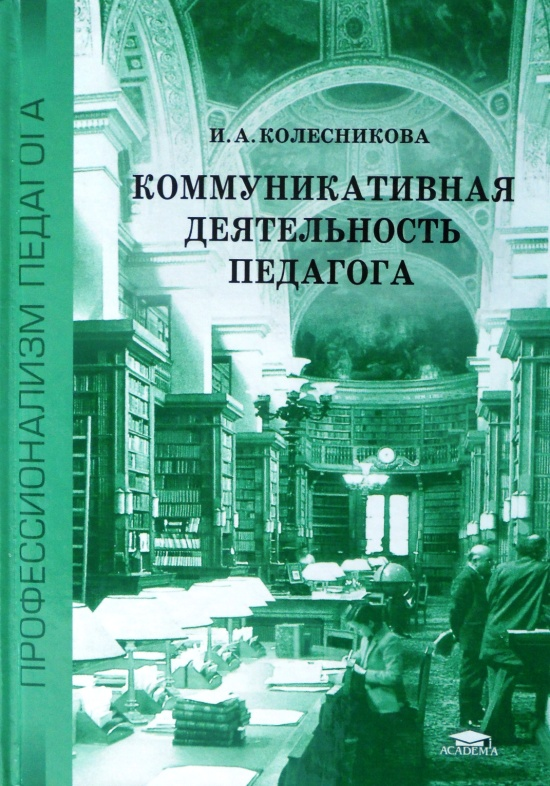 И. А. КОЛЕСНИКОВА
КОММУНИКАТИВНАЯ
ДЕЯТЕЛЬНОСТЬ
ПЕДАГОГА
ПРОФЕССИОНАЛИЗМ ПЕДАГОГА
ACADEMA